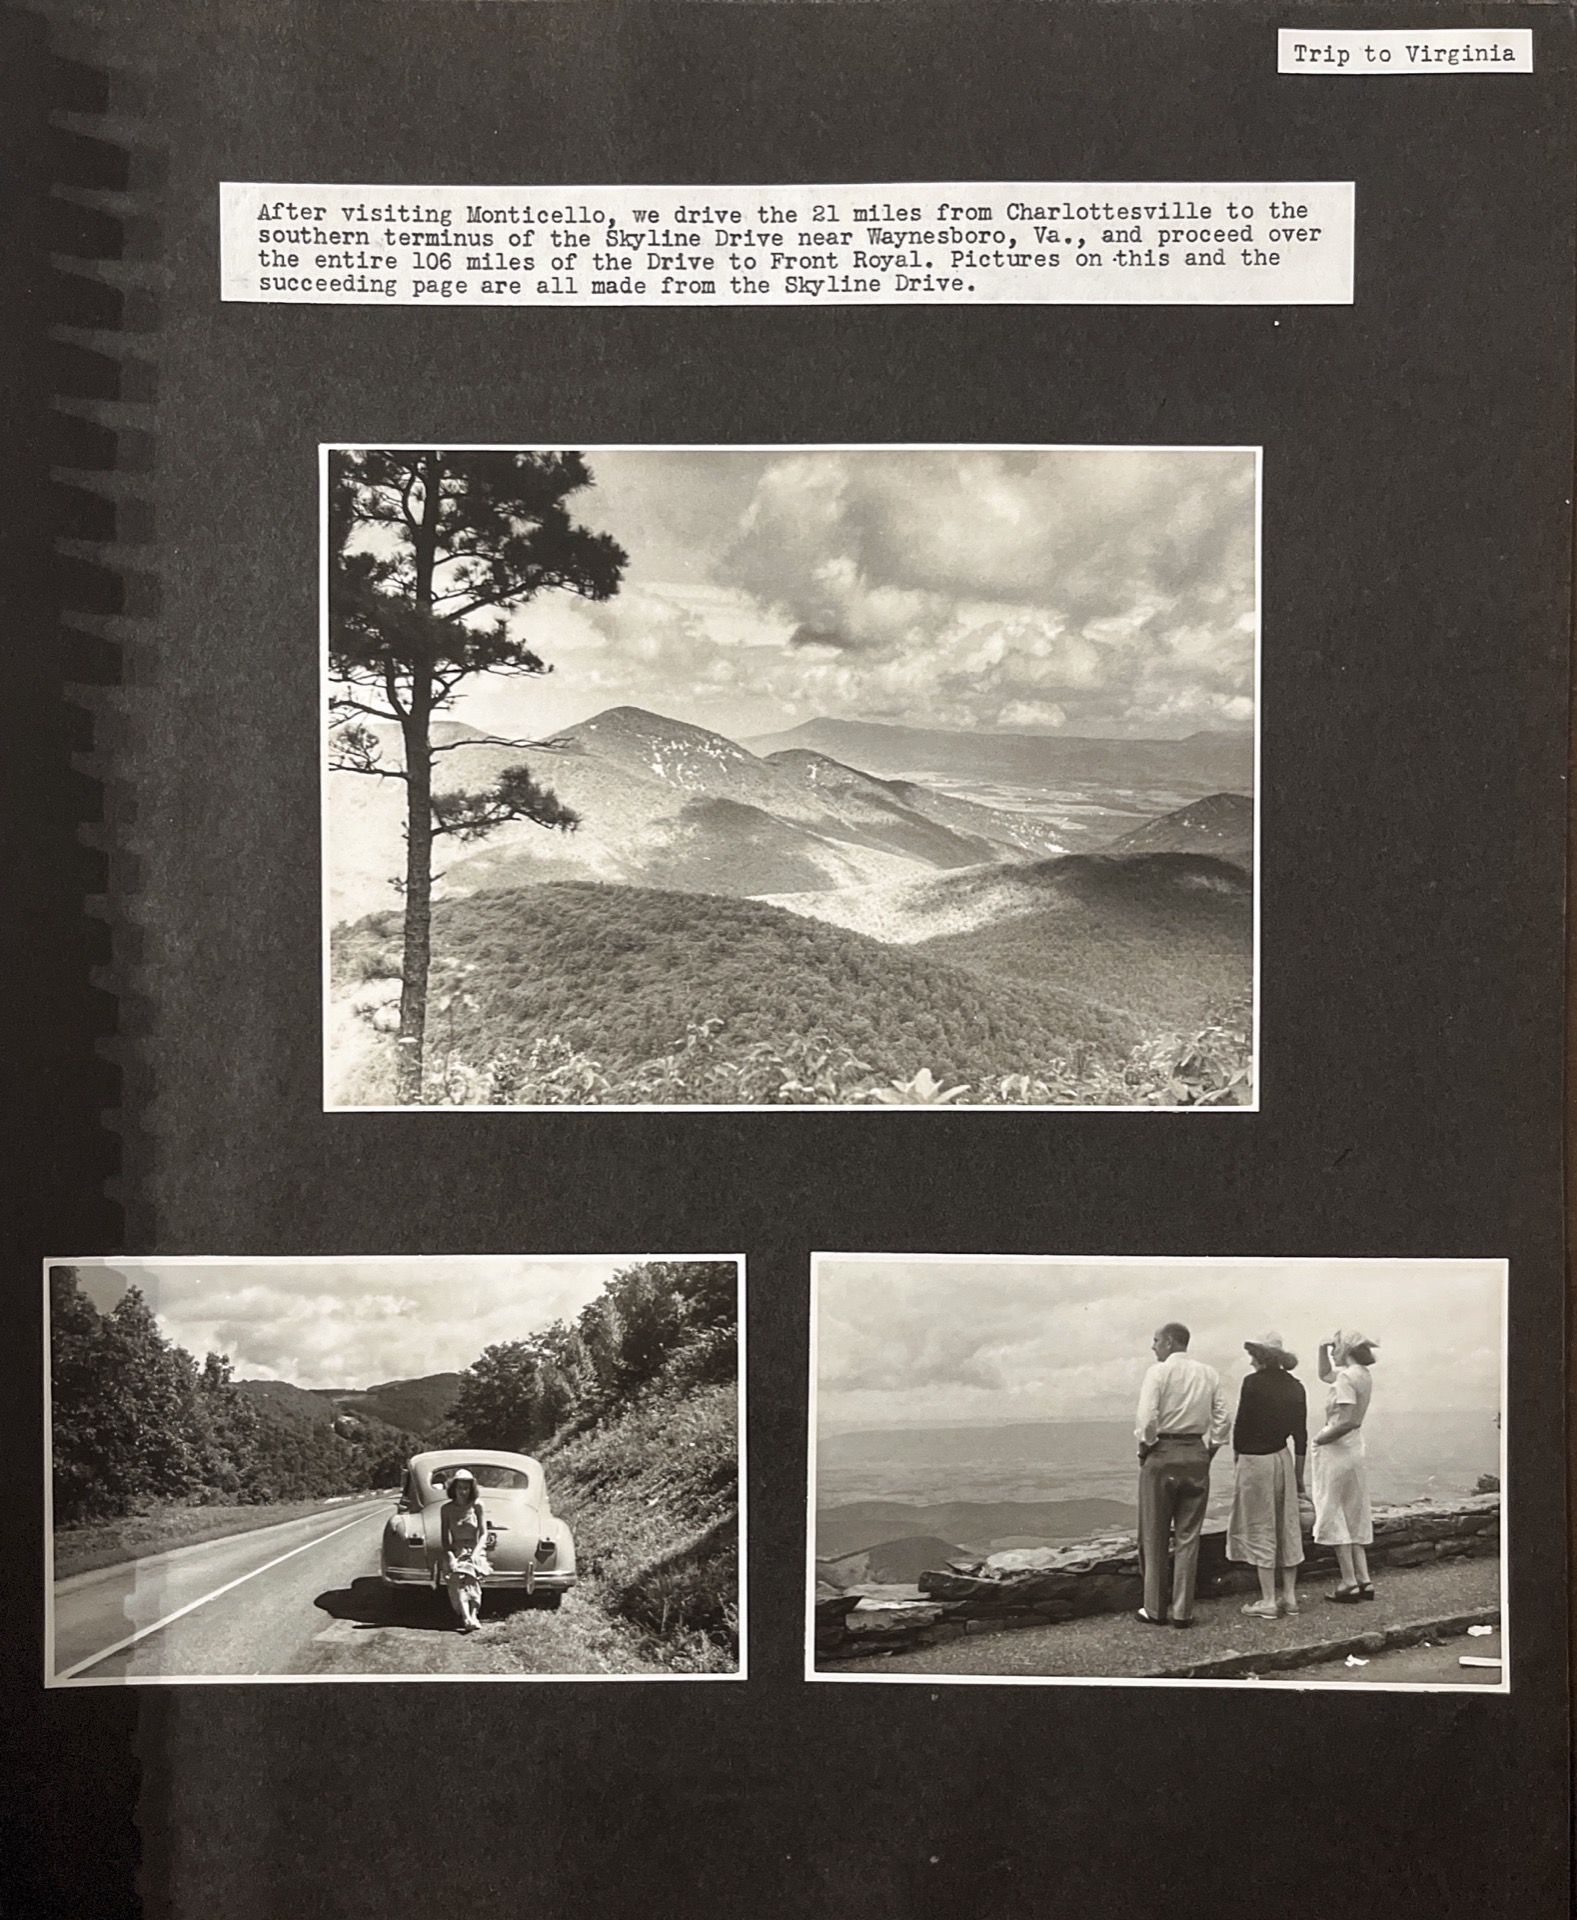 Trip to Virginia
After visiting Monticello, we drive the 21 miles from Charlottesville to the
southern terminus of the Skyline Drive near Waynesboro, Va., and proceed over
the entire 106 miles of the Drive to Front Royal. Pictures on this and the
succeeding page are all made from the Skyline Drive.